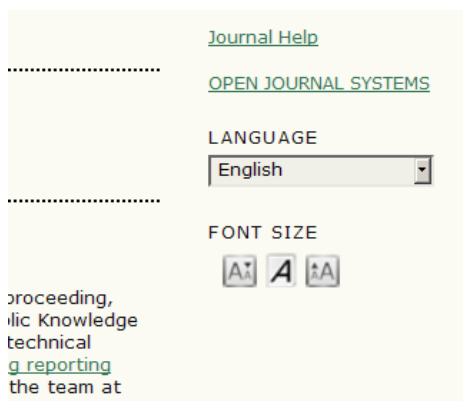 Journal Help
OPEN JOURNAL SYSTEMS
LANGUAGE
English
FONT SIZE
proceeding,
Knowledge
technical
reporting
the team at